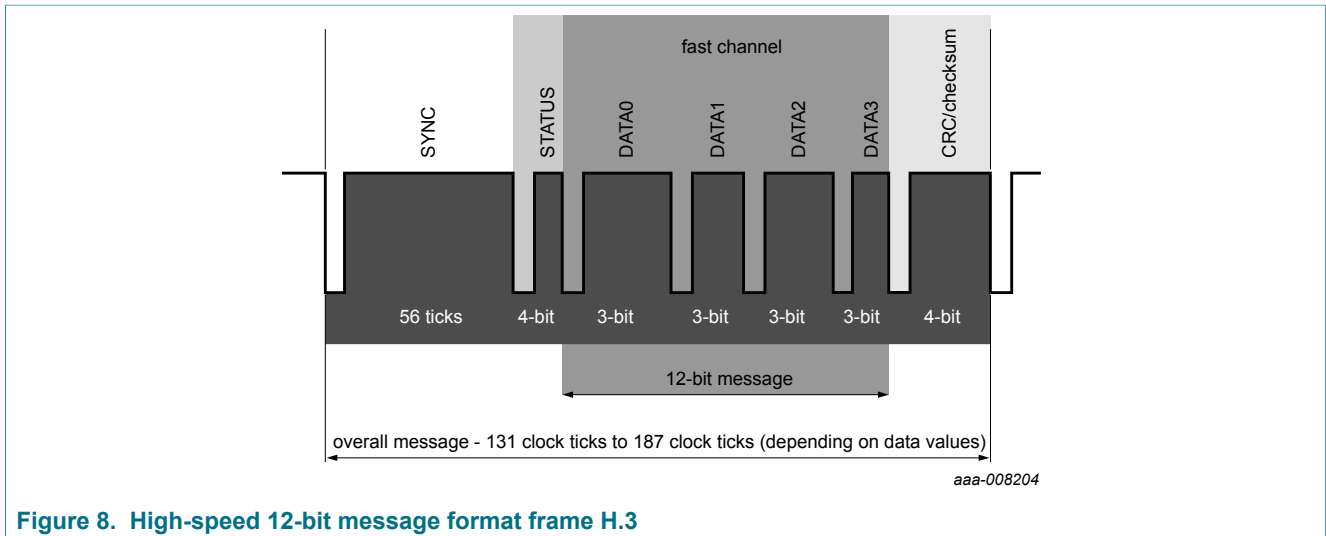 fast channel
SYNC
STATUS
DATA0
DATA1
DATA2
DATA3
CRC/checksum
56 ticks
4-bit
3-bit
3-bit
3-bit
3-bit
4-bit
12-bit message
overall message - 131 clock ticks to 187 clock ticks (depending on data values)
aaa-008204
Figure 8. High-speed 12-bit message format frame H.3